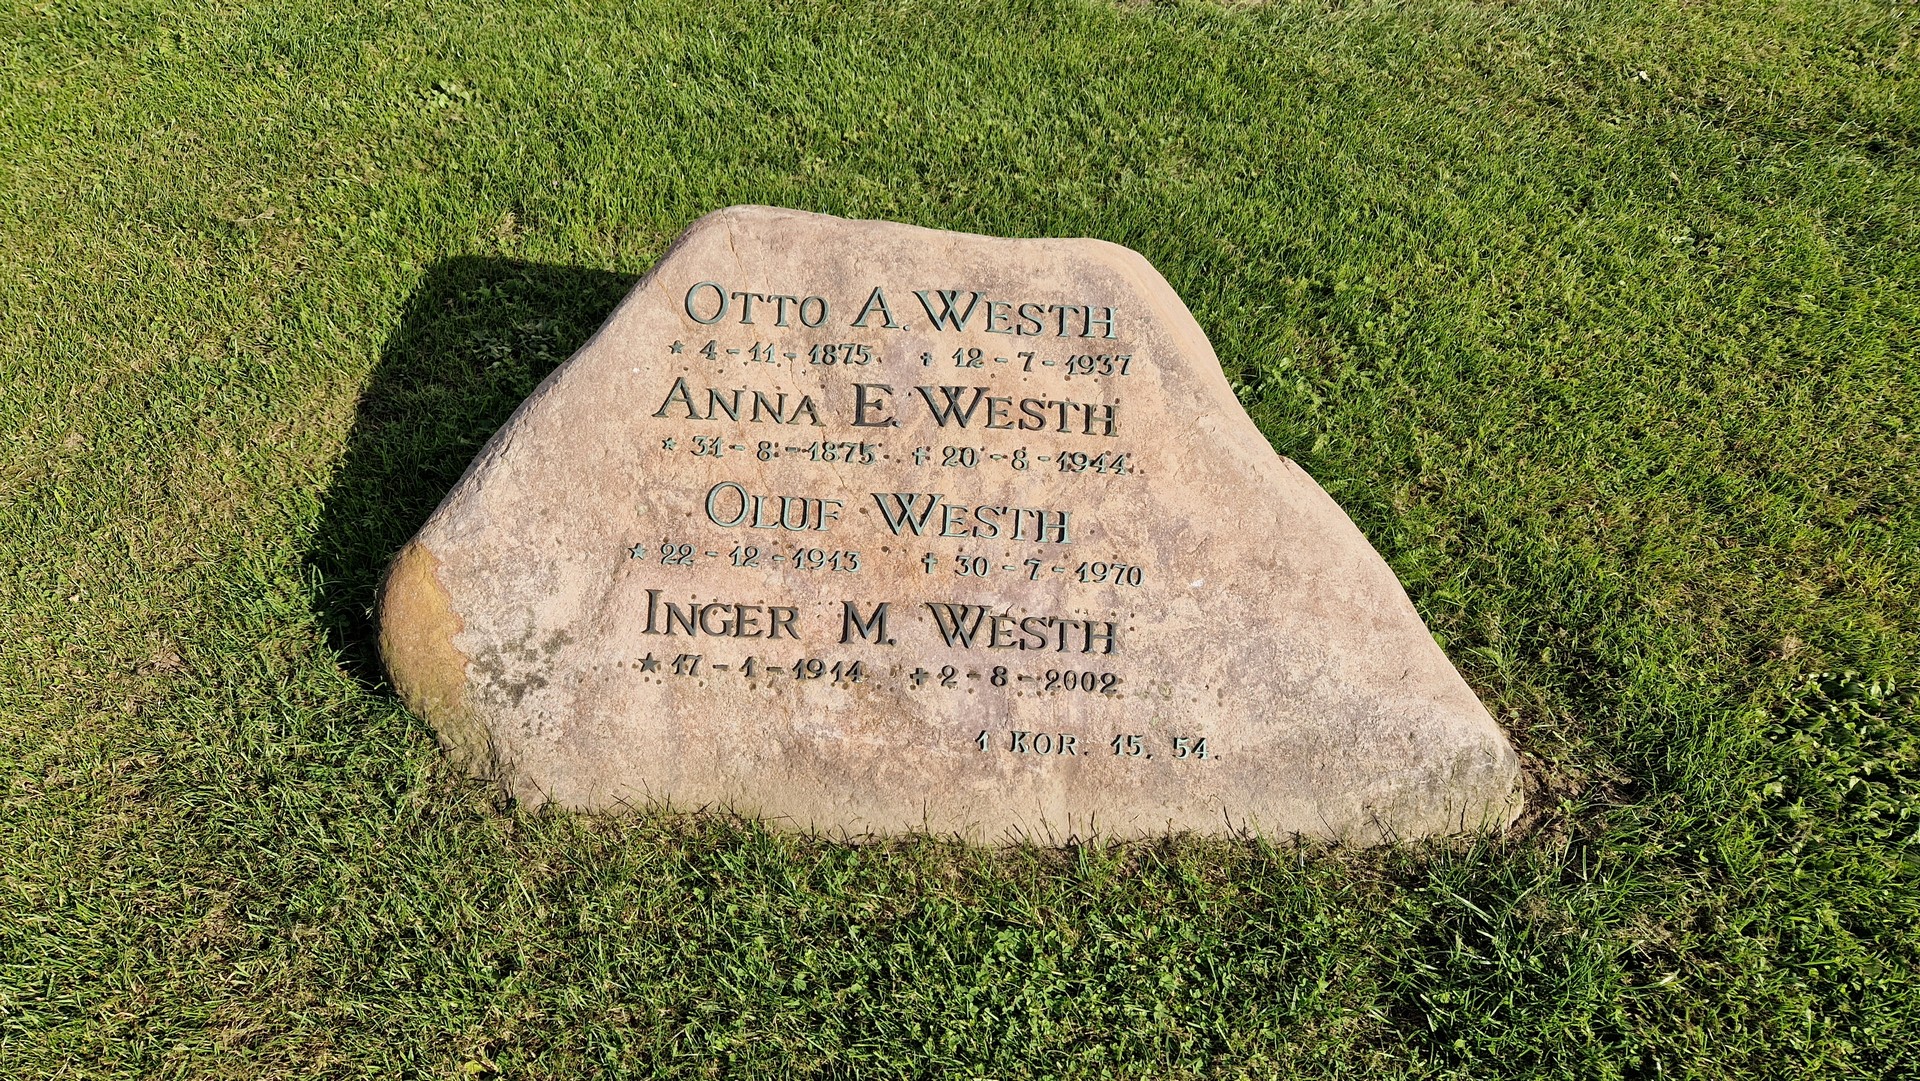 OTTO A. WESTH
* 4-11-1875. † 12-7-1937
ANNA E. WESTH
* 31-8-1875. † 20-8-1944.
OLUF WESTH
* 22-12-1913 † 30-7-1970
INGER M. WESTH
★ 17-1-1914 † 2-8-2002
1 KOR. 15, 54.